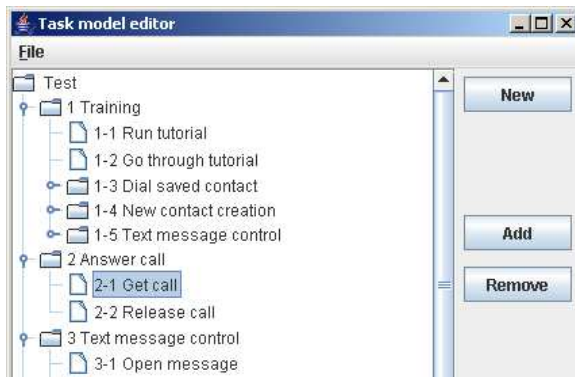 Task model editor
File
Test
1 Training
1-1 Run tutorial
1-2 Go through tutorial
1-3 Dial saved contact
1-4 New contact creation
1-5 Text message control
2 Answer call
2-1 Get call
2-2 Release call
3 Text message control
3-1 Open message
New
Add
Remove